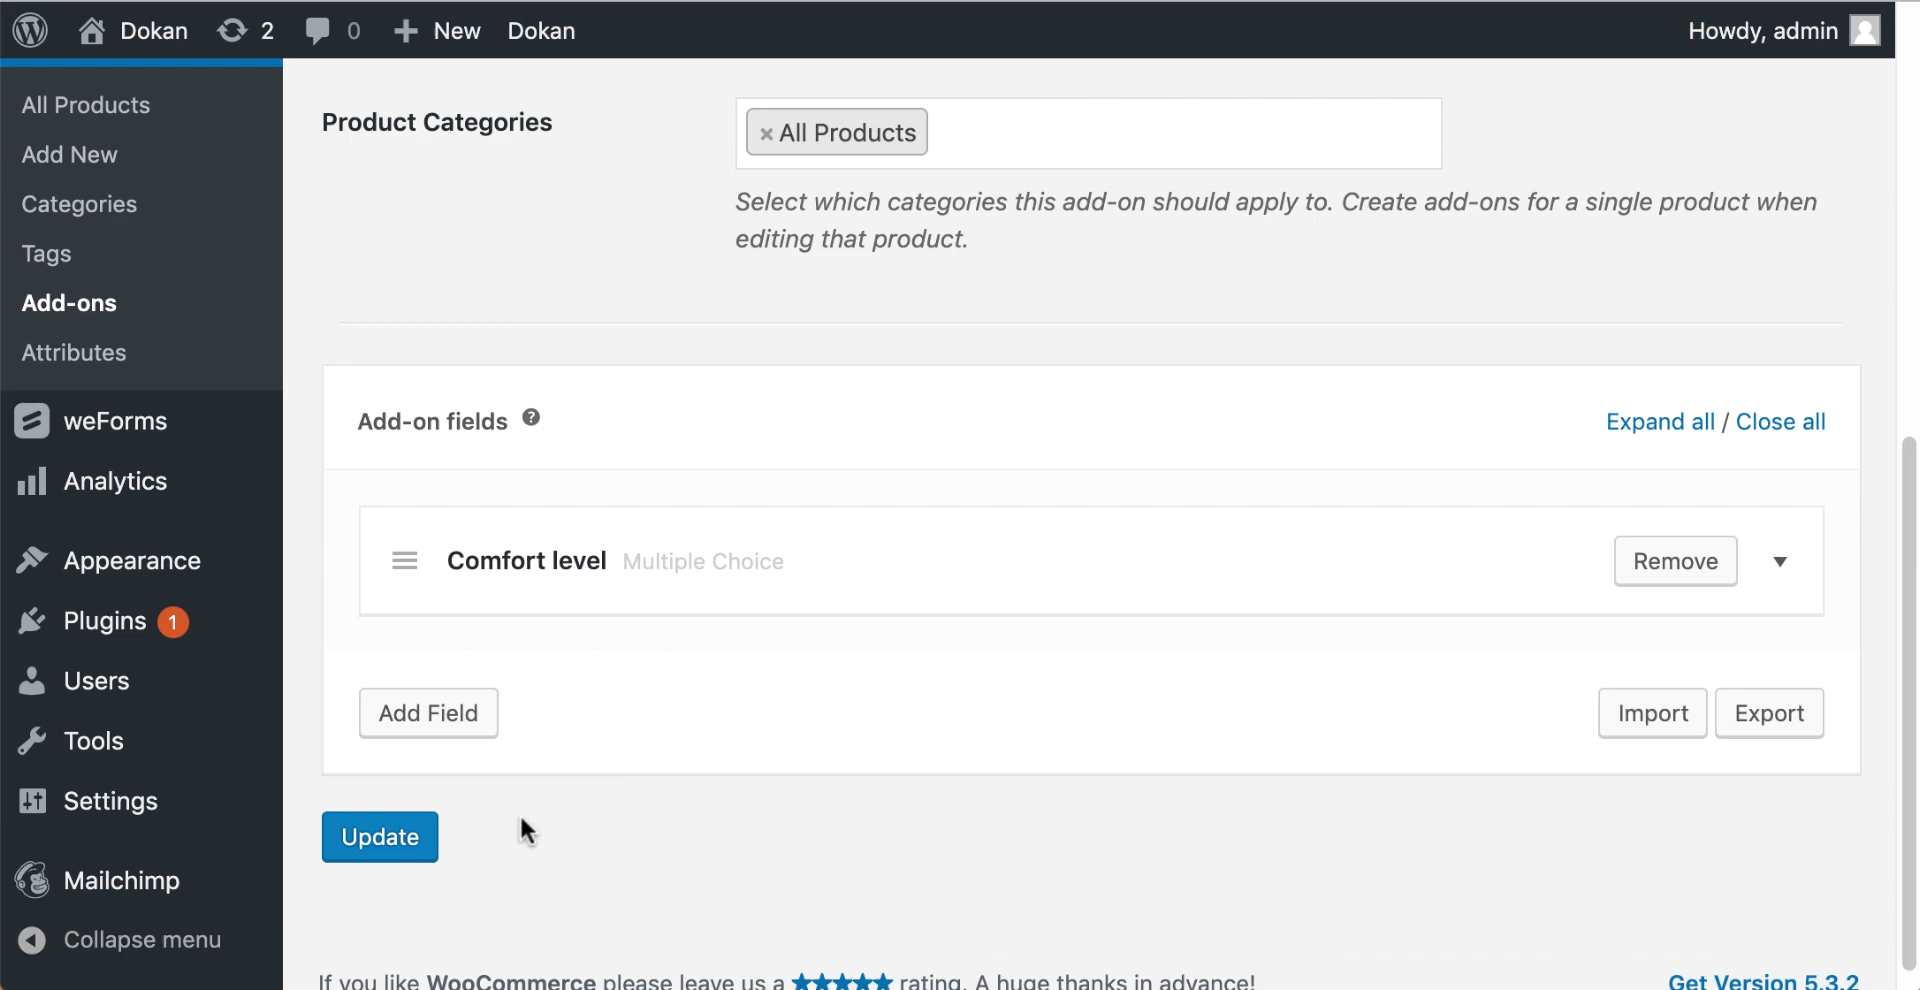 Dokan 2 0 New Dokan Howdy, admin
All Products
Add New
Categories
Tags
Add-ons
Attributes
weForms
Analytics
Appearance
Plugins 1
Users
Tools
Settings
Mailchimp
Collapse menu
Product Categories
× All Products
Select which categories this add-on should apply to. Create add-ons for a single product when
editing that product.
Add-on fields ?
Expand all / Close all
Comfort level Multiple Choice Remove
Add Field Import Export
Update
If you like WooCommerce please leave us a ★★★★★ rating. A huge thanks in advance! Get Version 5.3.2